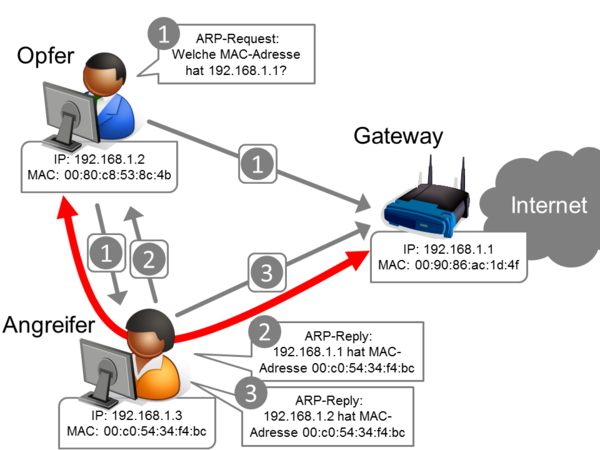 1
ARP-Request:
Welche MAC-Adresse
hat 192.168.1.1?
Opfer
IP: 192.168.1.2
MAC: 00:80:c8:53:8c:4b
1
Gateway
Internet
IP: 192.168.1.1
MAC: 00:90:86:ac:1d:4f
1
2
3
Angreifer
2
ARP-Reply:
192.168.1.1 hat MAC-
Adresse 00:c0:54:34:f4:bc
3
ARP-Reply:
192.168.1.2 hat MAC-
Adresse 00:c0:54:34:f4:bc
IP: 192.168.1.3
MAC: 00:c0:54:34:f4:bc